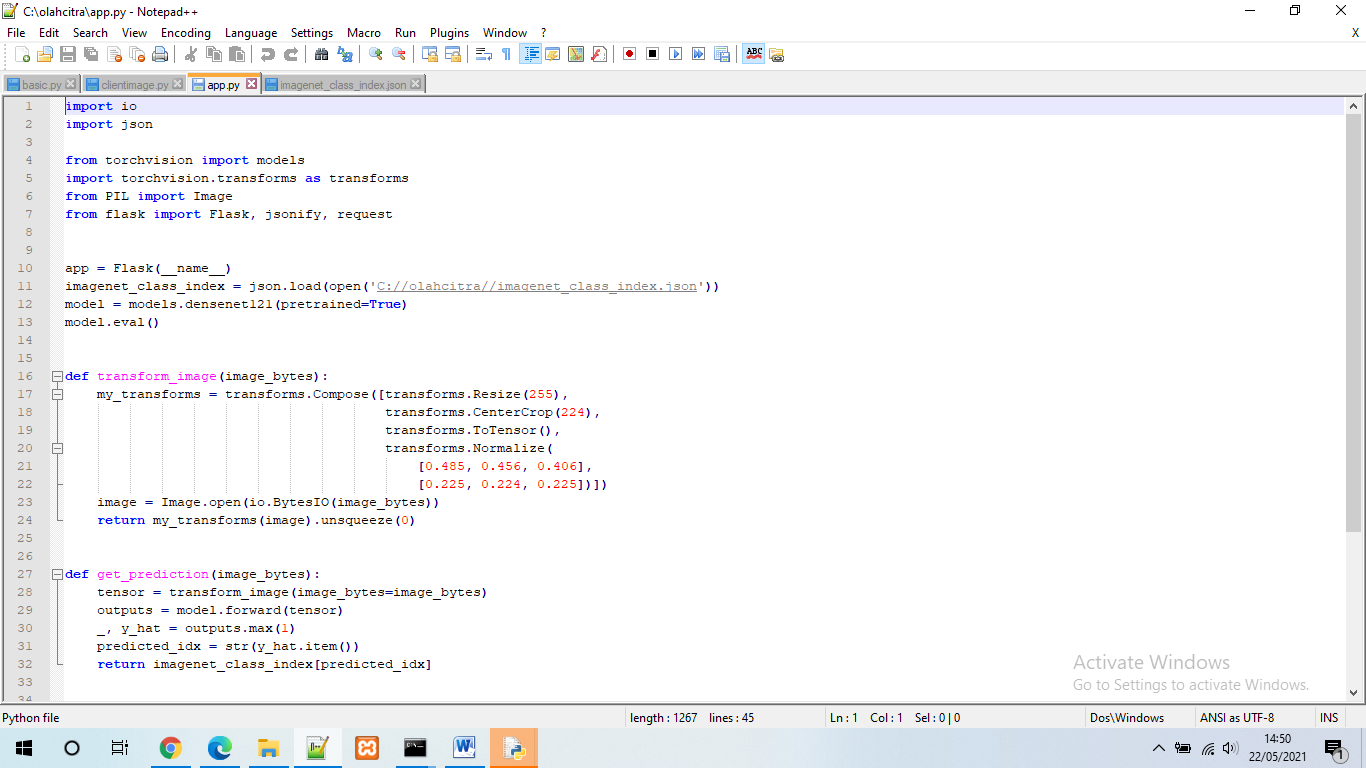 C:\olahcitra\app.py - Notepad++
File Edit Search View Encoding Language Settings Macro Run Plugins Window ? X
ABC
basic.py clientimage.py app.py imagenet_class_index.json
1 import io
2 import json
3
4 from torchvision import models
5 import torchvision.transforms as transforms
6 from PIL import Image
7 from flask import Flask, jsonify, request
8
9
10 app = Flask(__name__)
11 imagenet_class_index = json.load(open('C://olahcitra//imagenet_class_index.json'))
12 model = models.densenet121(pretrained=True)
13 model.eval()
14
15
16 def transform_image(image_bytes):
17 my_transforms = transforms.Compose([transforms.Resize(255),
18 transforms.CenterCrop(224),
19 transforms.ToTensor(),
20 transforms.Normalize(
21 [0.485, 0.456, 0.406],
22 [0.225, 0.224, 0.225])])
23 image = Image.open(io.BytesIO(image_bytes))
24 return my_transforms(image).unsqueeze(0)
25
26
27 def get_prediction(image_bytes):
28 tensor = transform_image(image_bytes=image_bytes)
29 outputs = model.forward(tensor)
30 _, y_hat = outputs.max(1)
31 predicted_idx = str(y_hat.item())
32 return imagenet_class_index[predicted_idx]
33
34
Activate Windows
Go to Settings to activate Windows.
Python file length : 1267 lines : 45 Ln : 1 Col : 1 Sel : 0 | 0 Dos\Windows ANSI as UTF-8 INS
14:50
22/05/2021
1